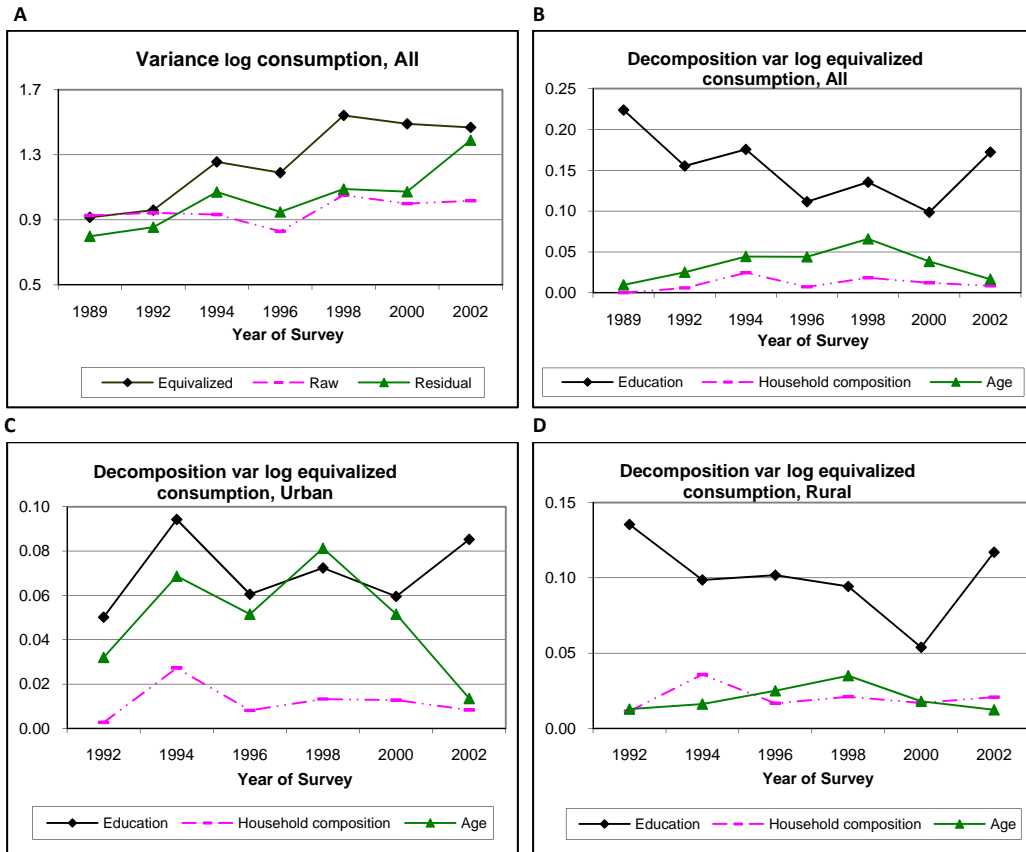 A
Variance log consumption, All
1.7
1.3
0.9
0.5
1989 1992 1994 1996 1998 2000 2002
Year of Survey
Equivalized Raw Residual
B
Decomposition var log equivalized
consumption, All
0.25
0.20
0.15
0.10
0.05
0.00
1989 1992 1994 1996 1998 2000 2002
Year of Survey
Education Household composition Age
C
Decomposition var log equivalized
consumption, Urban
0.10
0.08
0.06
0.04
0.02
0.00
1992 1994 1996 1998 2000 2002
Year of Survey
Education Household composition Age
D
Decomposition var log equivalized
consumption, Rural
0.15
0.10
0.05
0.00
1992 1994 1996 1998 2000 2002
Year of Survey
Education Household composition Age